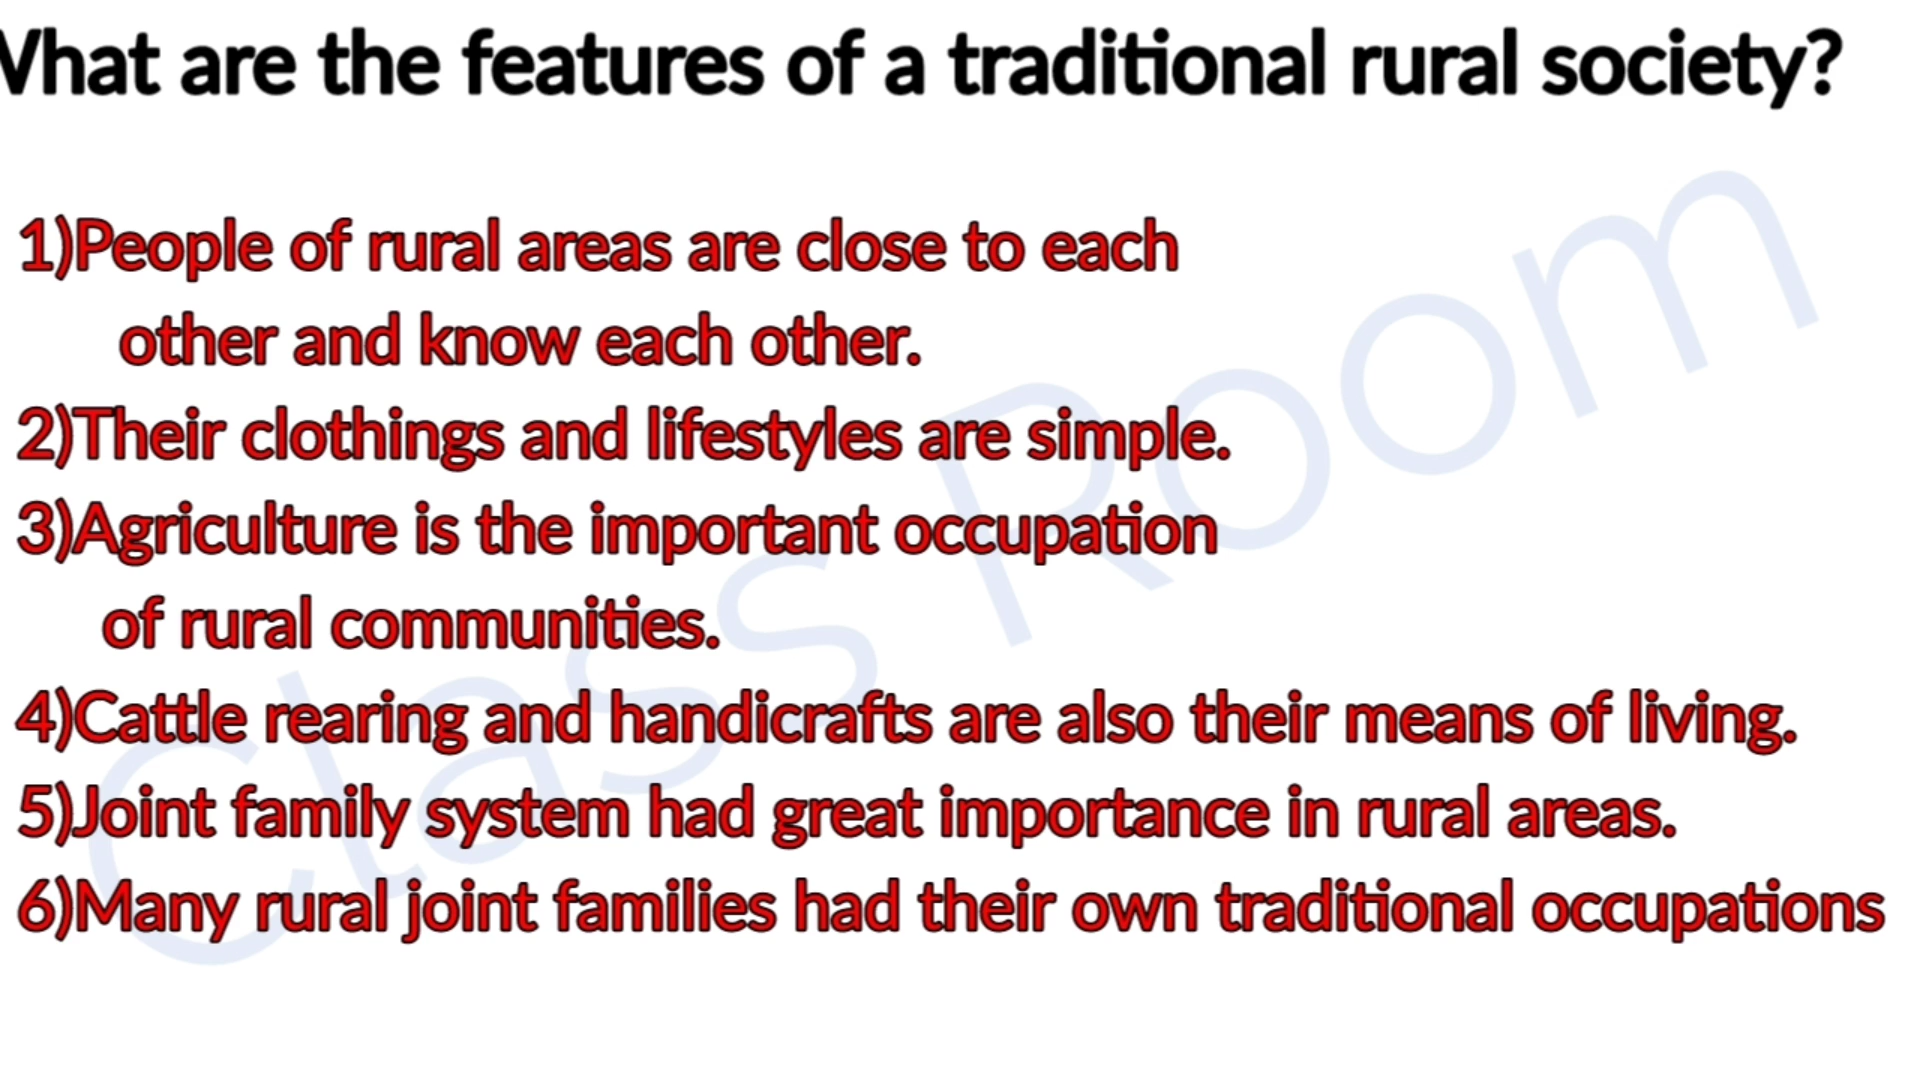 What are the features of a traditional rural society?
1)People of rural areas are close to each
other and know each other.
2)Their clothings and lifestyles are simple.
3)Agriculture is the important occupation
of rural communities.
4)Cattle rearing and handicrafts are also their means of living.
5)Joint family system had great importance in rural areas.
6)Many rural joint families had their own traditional occupations
Class Room